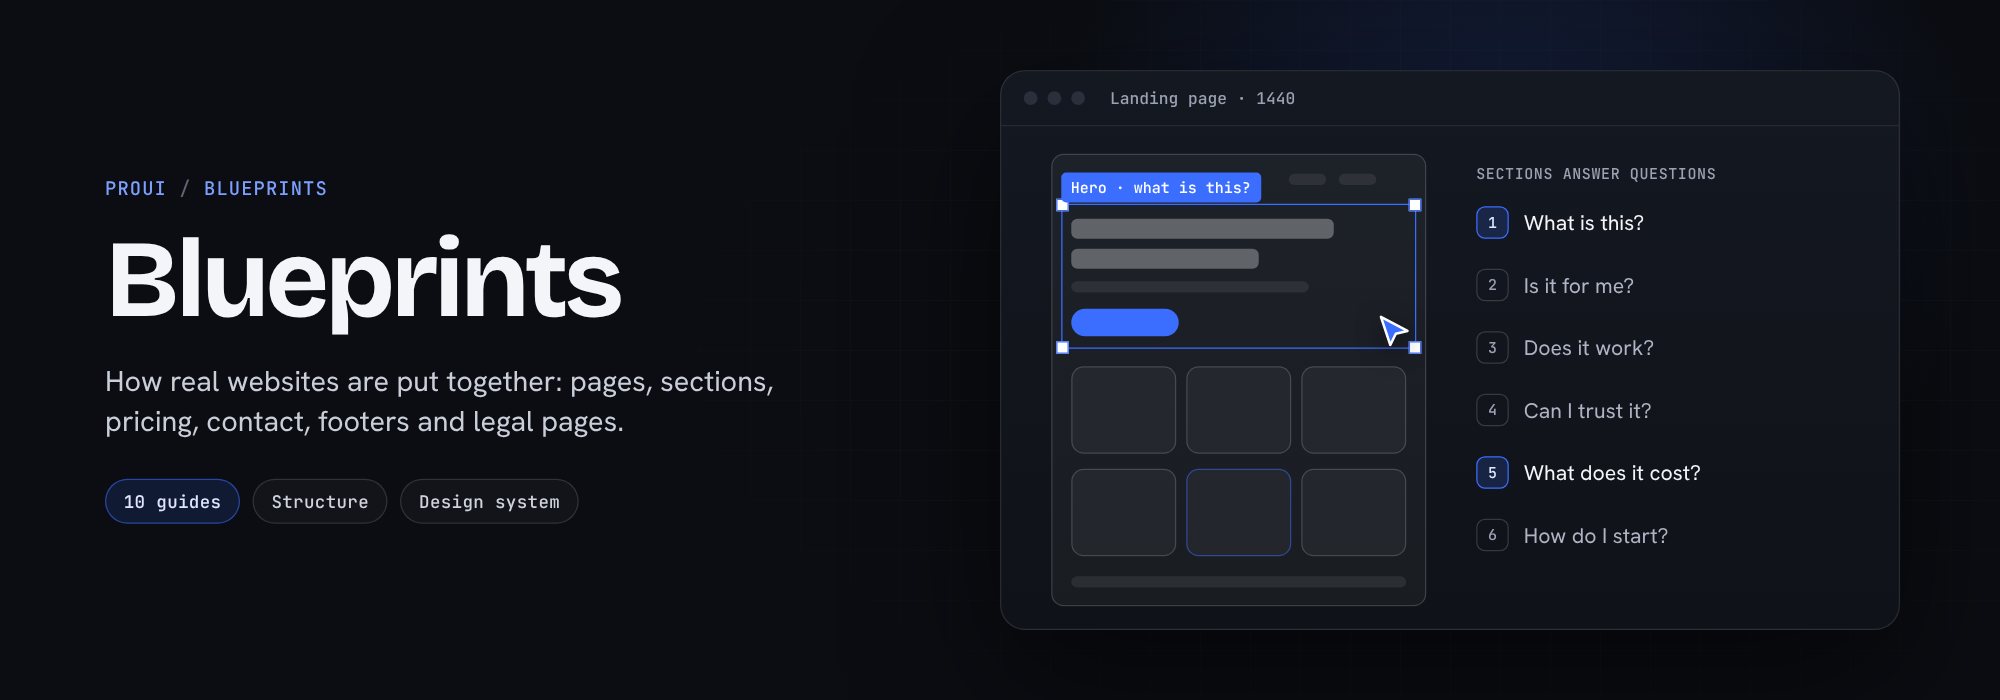 PROUI / BLUEPRINTS
Blueprints
How real websites are put together: pages, sections,
pricing, contact, footers and legal pages.
10 guides
Structure
Design system
Landing page · 1440
Hero · what is this?
SECTIONS ANSWER QUESTIONS
1 What is this?
2 Is it for me?
3 Does it work?
4 Can I trust it?
5 What does it cost?
6 How do I start?